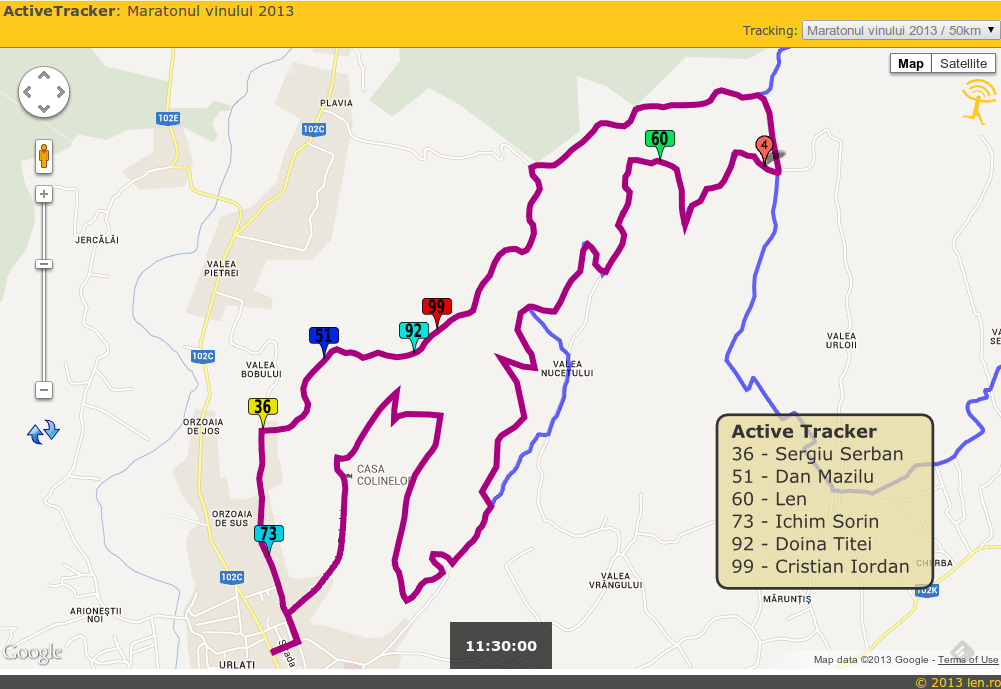 ActiveTracker: Maratonul vinului 2013
Tracking: Maratonul vinului 2013 / 50km
Map Satellite
102E
PLAVIA
102C
60
4
JERCĂLĂI
VALEA
PIETREI
99
92
51
VALEA
URLOII
102C
VALEA
BOBULUI
VALEA
NUCETULUI
36
ORZOAIA
DE JOS
CASA
COLINELOR
ORZOAIA
DE SUS
73
102C
Active Tracker
36 - Sergiu Serban
51 - Dan Mazilu
60 - Len
73 - Ichim Sorin
92 - Doina Titei
99 - Cristian Iordan
CHERBA
102K
VALEA
VRÂNGULUI
MĂRUNȚIȘ
ARIONEȘTII
NOI
11:30:00
Strada
URLATI
Google
Map data ©2013 Google - Terms of Use
© 2013 len.ro